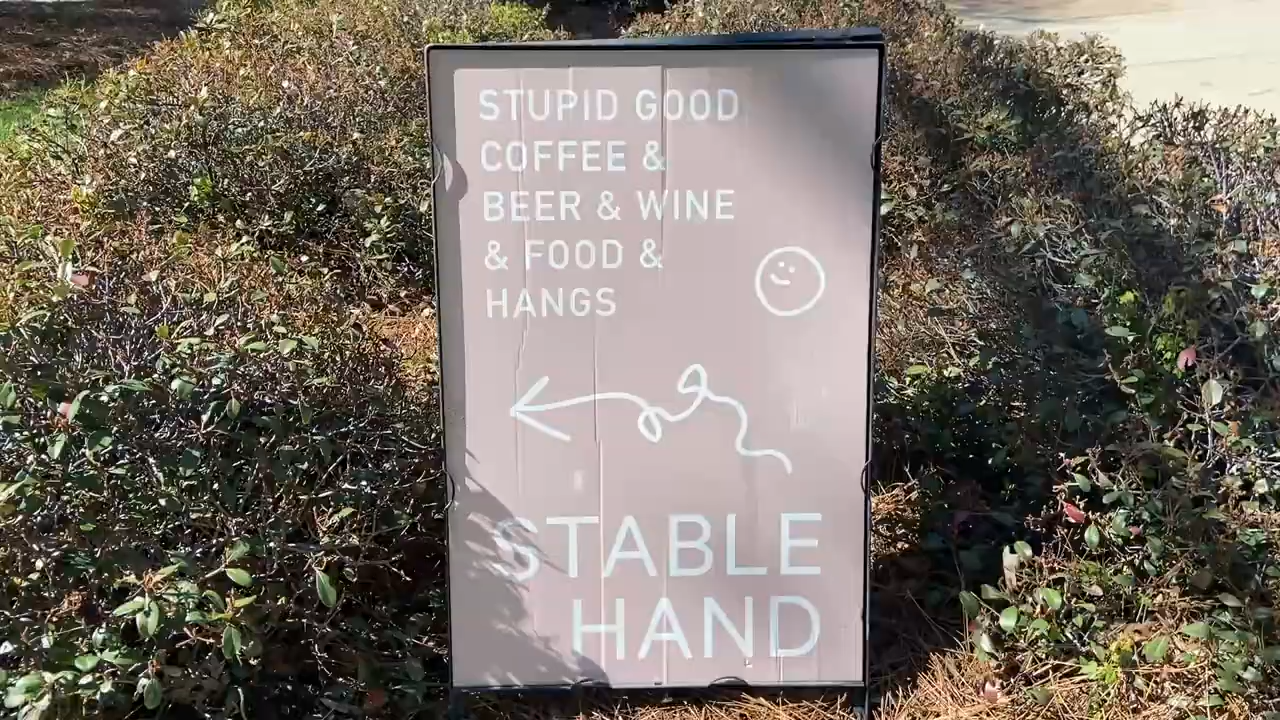 STUPID GOOD
COFFEE &
BEER & WINE
& FOOD &
HANGS
STABLE
HAND